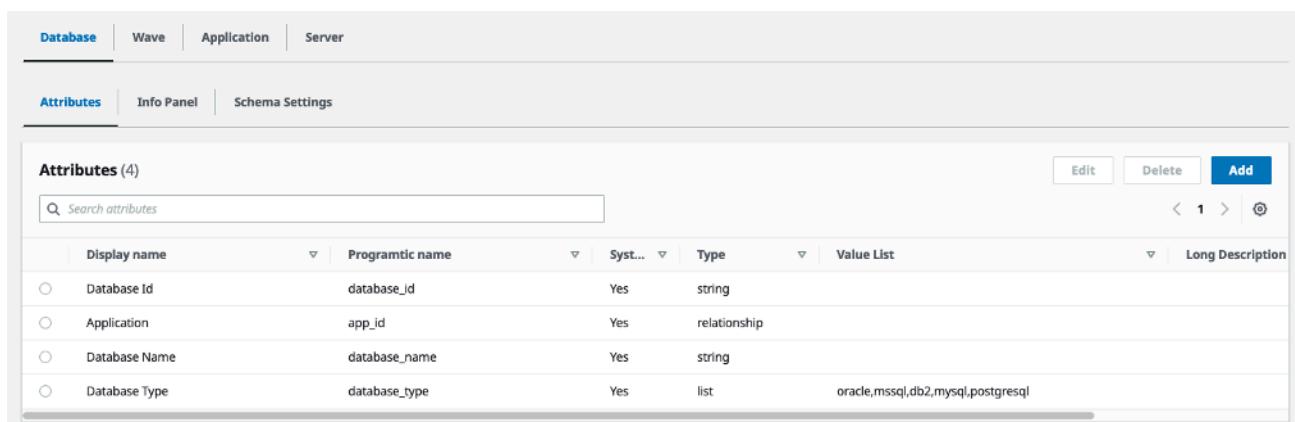 Database Wave Application Server
Attributes Info Panel Schema Settings
Attributes (4) Edit Delete Add
Search attributes 1
Display name Programtic name Syst... Type Value List Long Description
Database Id database_id Yes string
Application app_id Yes relationship
Database Name database_name Yes string
Database Type database_type Yes list oracle,mssql,db2,mysql,postgresql